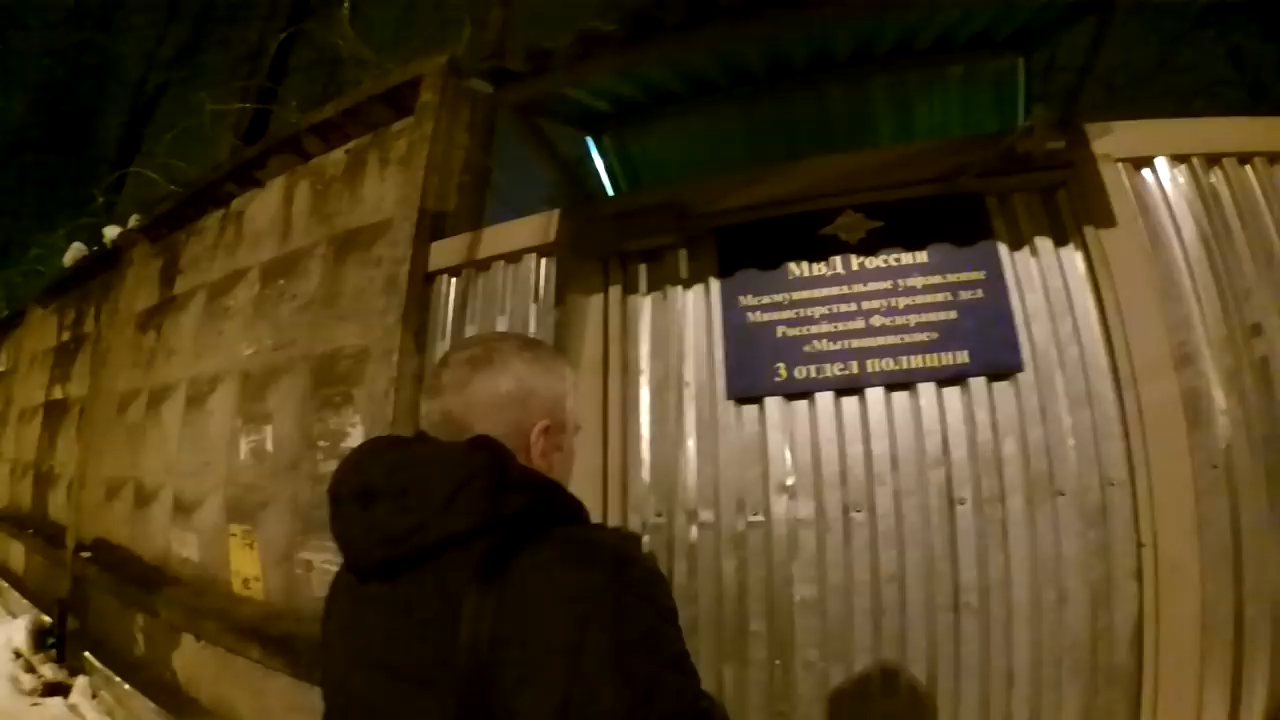 МВД России
Межмуниципальное управление
Министерства внутренних дел
Российской Федерации
«Мытищинское»
3 отдел полиции